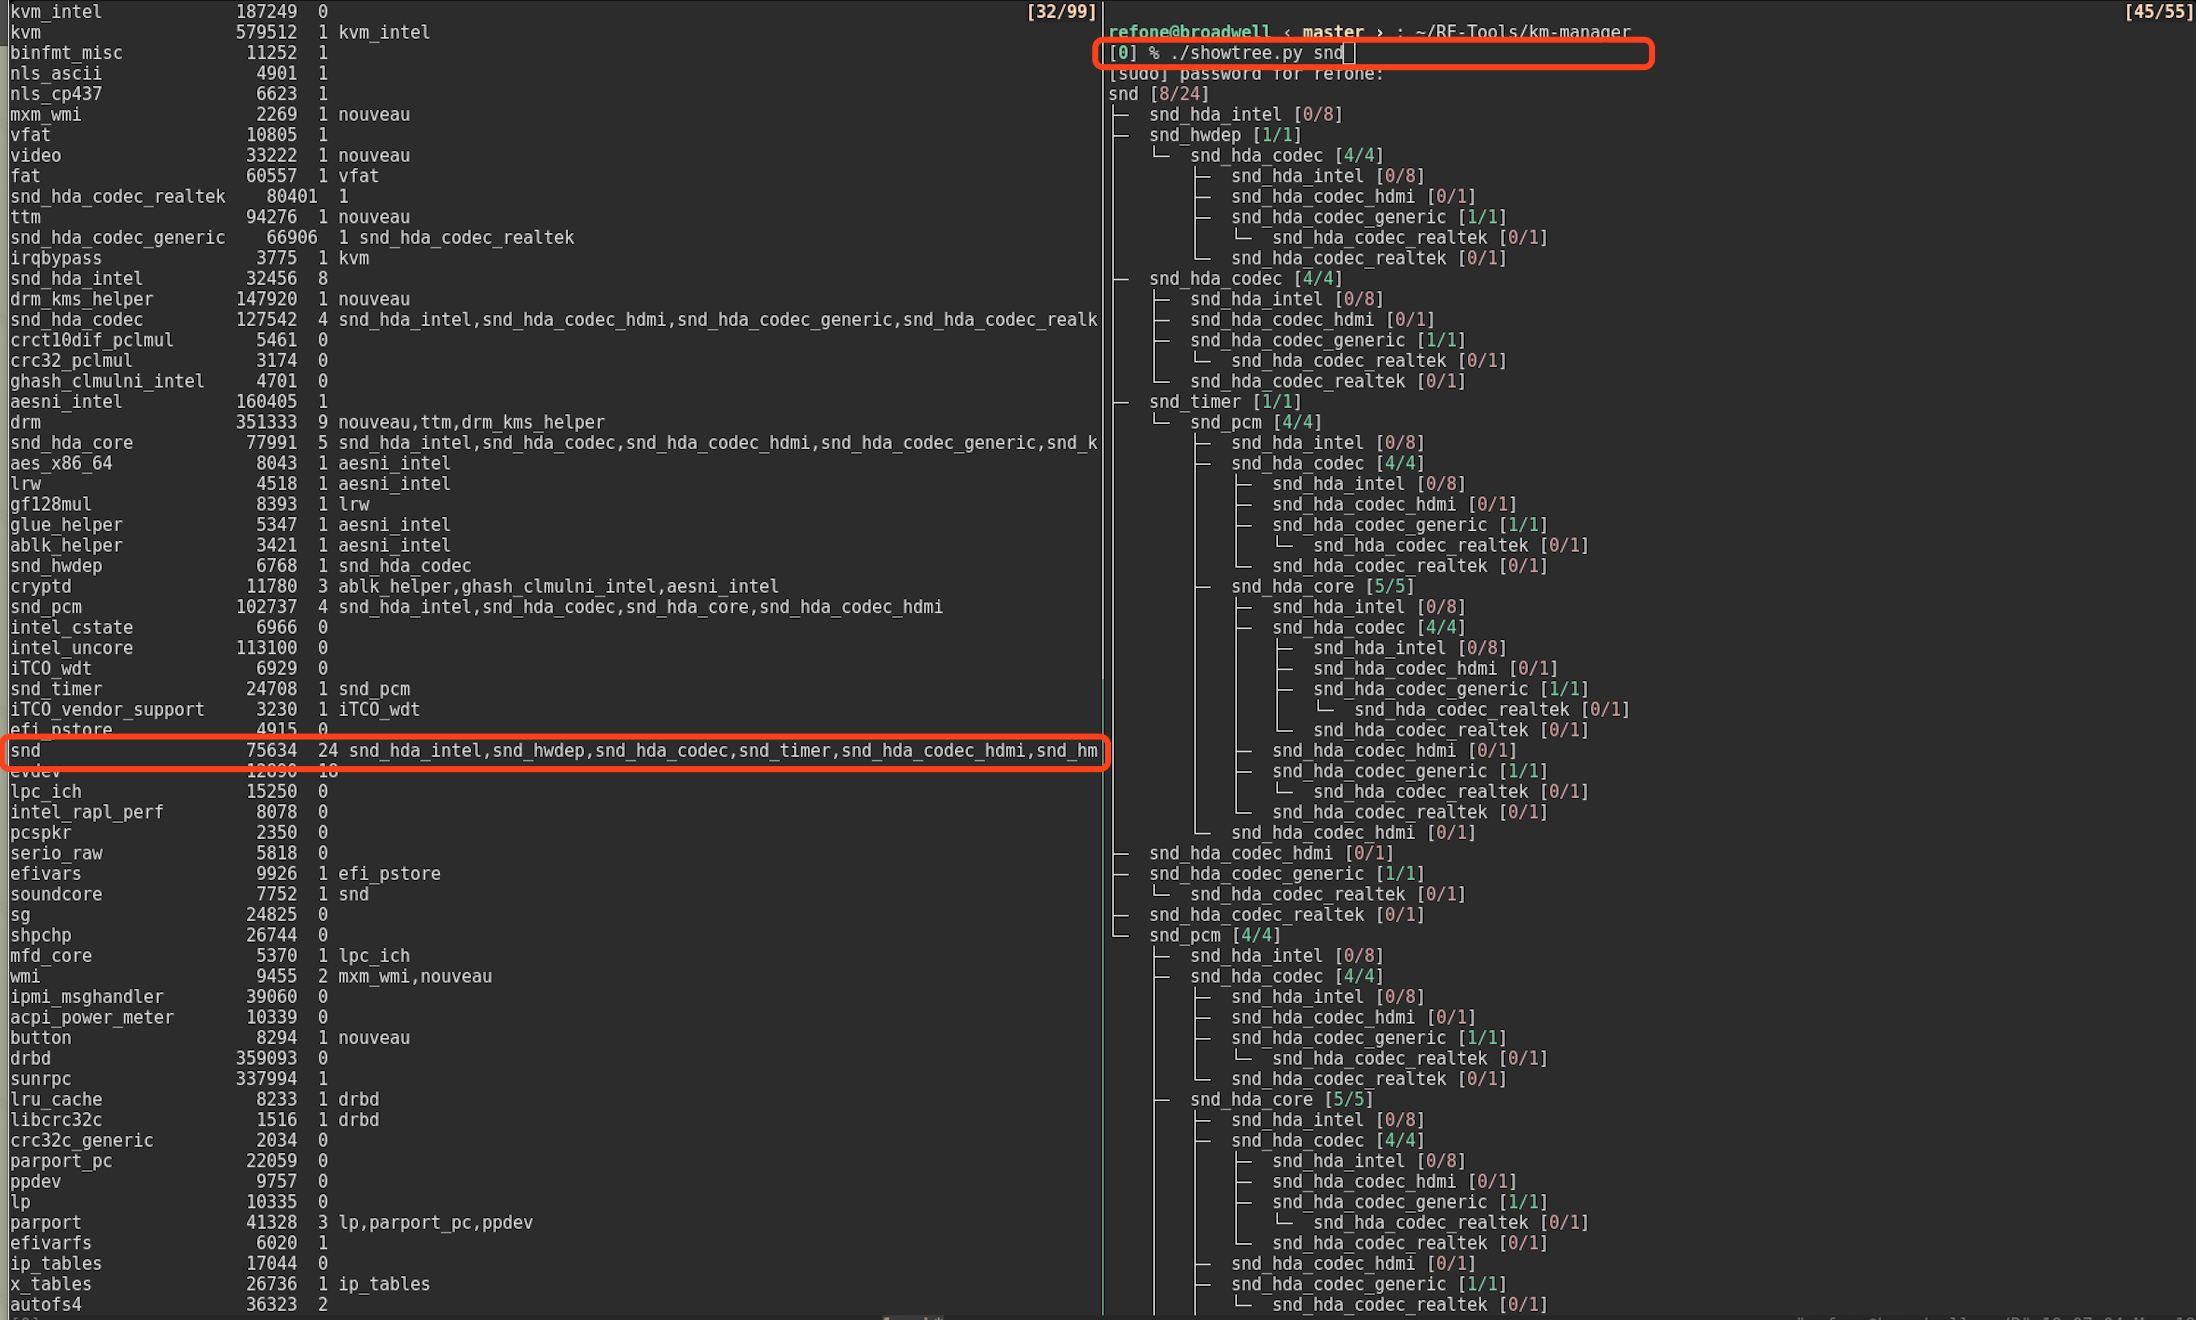 kvm_intel 187249 0 [32/99]
kvm 579512 1 kvm_intel
binfmt_misc 11252 1
nls_ascii 4901 1
nls_cp437 6623 1
mxm_wmi 2269 1 nouveau
vfat 10805 1
video 33222 1 nouveau
fat 60557 1 vfat
snd_hda_codec_realtek 80401 1
ttm 94276 1 nouveau
snd_hda_codec_generic 66906 1 snd_hda_codec_realtek
irqbypass 3775 1 kvm
snd_hda_intel 32456 8
drm_kms_helper 147920 1 nouveau
snd_hda_codec 127542 4 snd_hda_intel,snd_hda_codec_hdmi,snd_hda_codec_generic,snd_hda_codec_realk
crct10dif_pclmul 5461 0
crc32_pclmul 3174 0
ghash_clmulni_intel 4701 0
aesni_intel 160405 1
drm 351333 9 nouveau,ttm,drm_kms_helper
snd_hda_core 77991 5 snd_hda_intel,snd_hda_codec,snd_hda_codec_hdmi,snd_hda_codec_generic,snd_k
aes_x86_64 8043 1 aesni_intel
lrw 4518 1 aesni_intel
gf128mul 8393 1 lrw
glue_helper 5347 1 aesni_intel
ablk_helper 3421 1 aesni_intel
snd_hwdep 6768 1 snd_hda_codec
cryptd 11780 3 ablk_helper,ghash_clmulni_intel,aesni_intel
snd_pcm 102737 4 snd_hda_intel,snd_hda_codec,snd_hda_core,snd_hda_codec_hdmi
intel_cstate 6966 0
intel_uncore 113100 0
iTCO_wdt 6929 0
snd_timer 24708 1 snd_pcm
iTCO_vendor_support 3230 1 iTCO_wdt
efi_pstore 4915 0
snd 75634 24 snd_hda_intel,snd_hwdep,snd_hda_codec,snd_timer,snd_hda_codec_hdmi,snd_hm
evdev 12890 18
lpc_ich 15250 0
intel_rapl_perf 8078 0
pcspkr 2350 0
serio_raw 5818 0
efivars 9926 1 efi_pstore
soundcore 7752 1 snd
sg 24825 0
shpchp 26744 0
mfd_core 5370 1 lpc_ich
wmi 9455 2 mxm_wmi,nouveau
ipmi_msghandler 39060 0
acpi_power_meter 10339 0
button 8294 1 nouveau
drbd 359093 0
sunrpc 337994 1
lru_cache 8233 1 drbd
libcrc32c 1516 1 drbd
crc32c_generic 2034 0
parport_pc 22059 0
ppdev 9757 0
lp 10335 0
parport 41328 3 lp,parport_pc,ppdev
efivarfs 6020 1
ip_tables 17044 0
x_tables 26736 1 ip_tables
autofs4 36323 2
[45/55]
refone@broadwell ‹ master › : ~/RF-Tools/km-manager
[0] % ./showtree.py snd
[sudo] password for refone:
snd [8/24]
├─ snd_hda_intel [0/8]
├─ snd_hwdep [1/1]
│ └─ snd_hda_codec [4/4]
│ ├─ snd_hda_intel [0/8]
│ ├─ snd_hda_codec_hdmi [0/1]
│ ├─ snd_hda_codec_generic [1/1]
│ │ └─ snd_hda_codec_realtek [0/1]
│ └─ snd_hda_codec_realtek [0/1]
├─ snd_hda_codec [4/4]
│ ├─ snd_hda_intel [0/8]
│ ├─ snd_hda_codec_hdmi [0/1]
│ ├─ snd_hda_codec_generic [1/1]
│ │ └─ snd_hda_codec_realtek [0/1]
│ └─ snd_hda_codec_realtek [0/1]
├─ snd_timer [1/1]
│ └─ snd_pcm [4/4]
│ ├─ snd_hda_intel [0/8]
│ ├─ snd_hda_codec [4/4]
│ │ ├─ snd_hda_intel [0/8]
│ │ ├─ snd_hda_codec_hdmi [0/1]
│ │ ├─ snd_hda_codec_generic [1/1]
│ │ │ └─ snd_hda_codec_realtek [0/1]
│ │ └─ snd_hda_codec_realtek [0/1]
│ ├─ snd_hda_core [5/5]
│ │ ├─ snd_hda_intel [0/8]
│ │ ├─ snd_hda_codec [4/4]
│ │ │ ├─ snd_hda_intel [0/8]
│ │ │ ├─ snd_hda_codec_hdmi [0/1]
│ │ │ ├─ snd_hda_codec_generic [1/1]
│ │ │ │ └─ snd_hda_codec_realtek [0/1]
│ │ │ └─ snd_hda_codec_realtek [0/1]
│ │ ├─ snd_hda_codec_hdmi [0/1]
│ │ ├─ snd_hda_codec_generic [1/1]
│ │ │ └─ snd_hda_codec_realtek [0/1]
│ │ └─ snd_hda_codec_realtek [0/1]
│ └─ snd_hda_codec_hdmi [0/1]
├─ snd_hda_codec_hdmi [0/1]
├─ snd_hda_codec_generic [1/1]
│ └─ snd_hda_codec_realtek [0/1]
├─ snd_hda_codec_realtek [0/1]
└─ snd_pcm [4/4]
├─ snd_hda_intel [0/8]
├─ snd_hda_codec [4/4]
│ ├─ snd_hda_intel [0/8]
│ ├─ snd_hda_codec_hdmi [0/1]
│ ├─ snd_hda_codec_generic [1/1]
│ │ └─ snd_hda_codec_realtek [0/1]
│ └─ snd_hda_codec_realtek [0/1]
├─ snd_hda_core [5/5]
│ ├─ snd_hda_intel [0/8]
│ ├─ snd_hda_codec [4/4]
│ │ ├─ snd_hda_intel [0/8]
│ │ ├─ snd_hda_codec_hdmi [0/1]
│ │ ├─ snd_hda_codec_generic [1/1]
│ │ │ └─ snd_hda_codec_realtek [0/1]
│ │ └─ snd_hda_codec_realtek [0/1]
│ ├─ snd_hda_codec_hdmi [0/1]
│ ├─ snd_hda_codec_generic [1/1]
│ │ └─ snd_hda_codec_realtek [0/1]